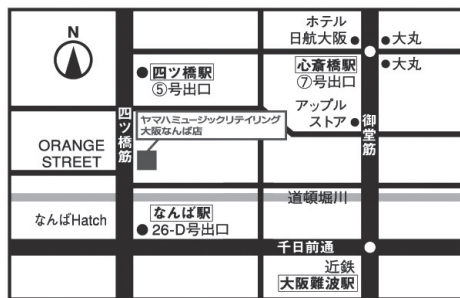 N
ホテル
日航大阪
大丸
四ツ橋駅
⑤号出口
心斎橋駅
⑦号出口
大丸
ヤマハミュージックリテイリング
大阪なんば店
アップル
ストア
四ツ橋筋
御堂筋
ORANGE
STREET
道頓堀川
なんばHatch
なんば駅
26-D号出口
千日前通
近鉄
大阪難波駅